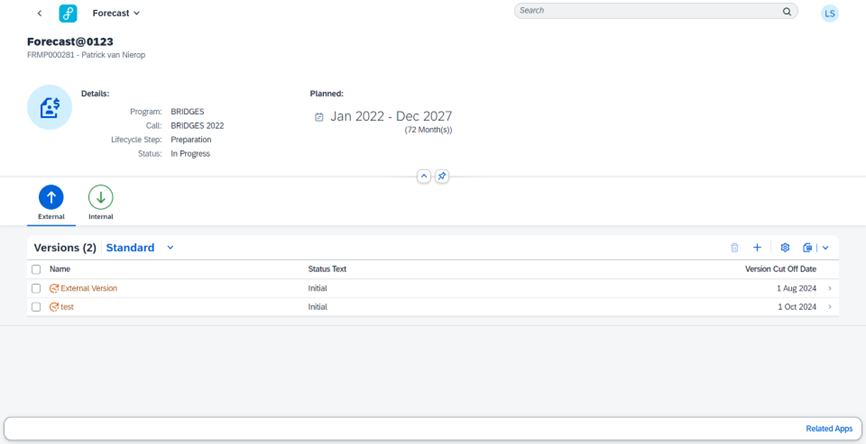 Forecast
Search
LS
Forecast@0123
FRMP000281 - Patrick van Nierop
Details:
Planned:
Program: BRIDGES
Call: BRIDGES 2022
Lifecycle Step: Preparation
Status: In Progress
Jan 2022 - Dec 2027
(72 Month(s))
External
Internal
Versions (2) Standard
Name Status Text Version Cut Off Date
External Version Initial 1 Aug 2024
test Initial 1 Oct 2024
Related Apps